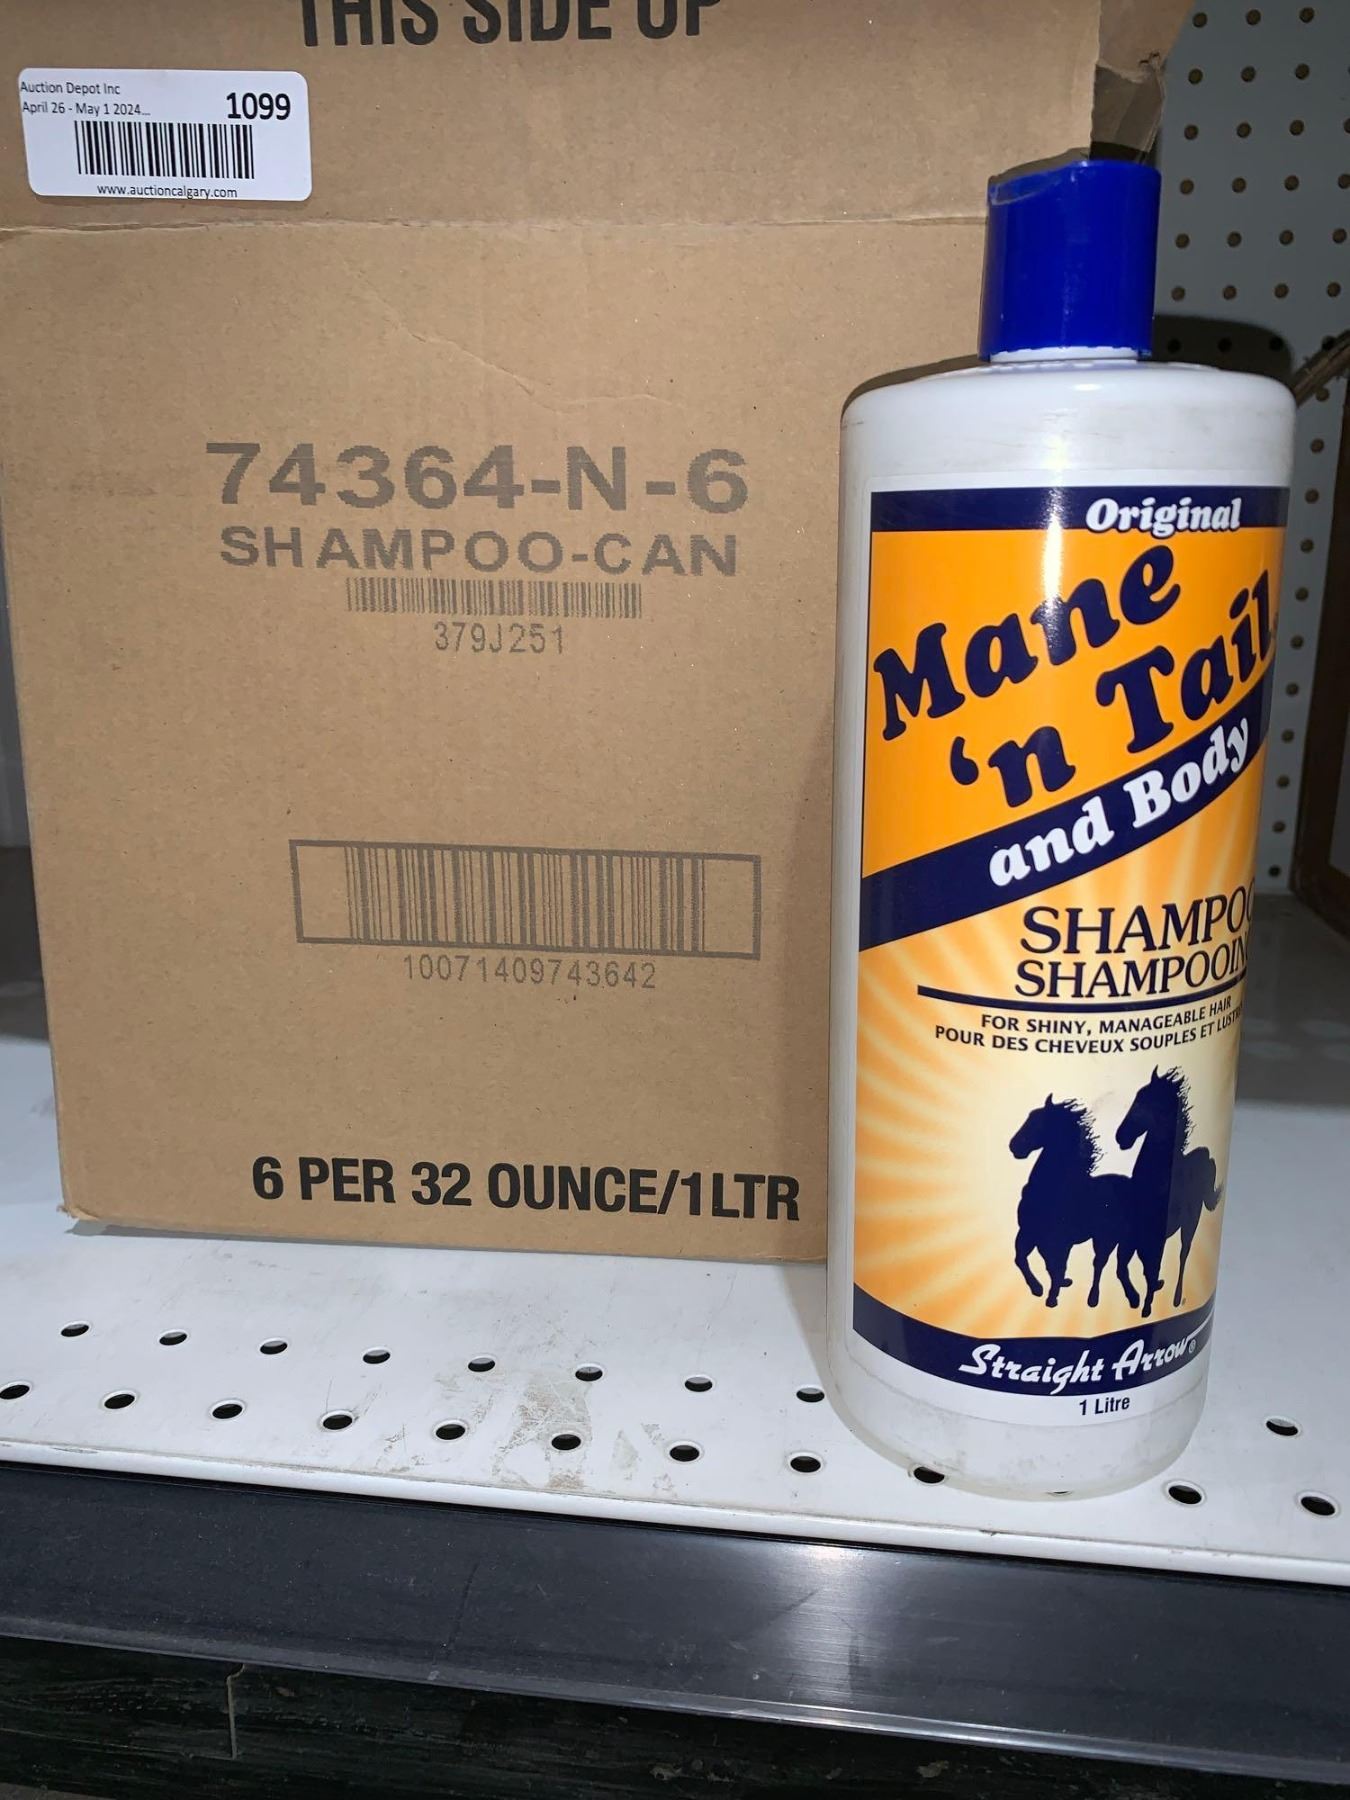 THIS SIDE UP
Auction Depot Inc
April 26 - May 1 2024...
1099
www.auctioncalgary.com
74364-N-6
SHAMPOO-CAN
379J251
10071409743642
6 PER 32 OUNCE/1LTR
Original
Mane
'n Tail
and Body
SHAMPOO
SHAMPOOIN
FOR SHINY, MANAGEABLE HAIR
POUR DES CHEVEUX SOUPLES ET LUSTR
Straight Arrow®
1 Litre